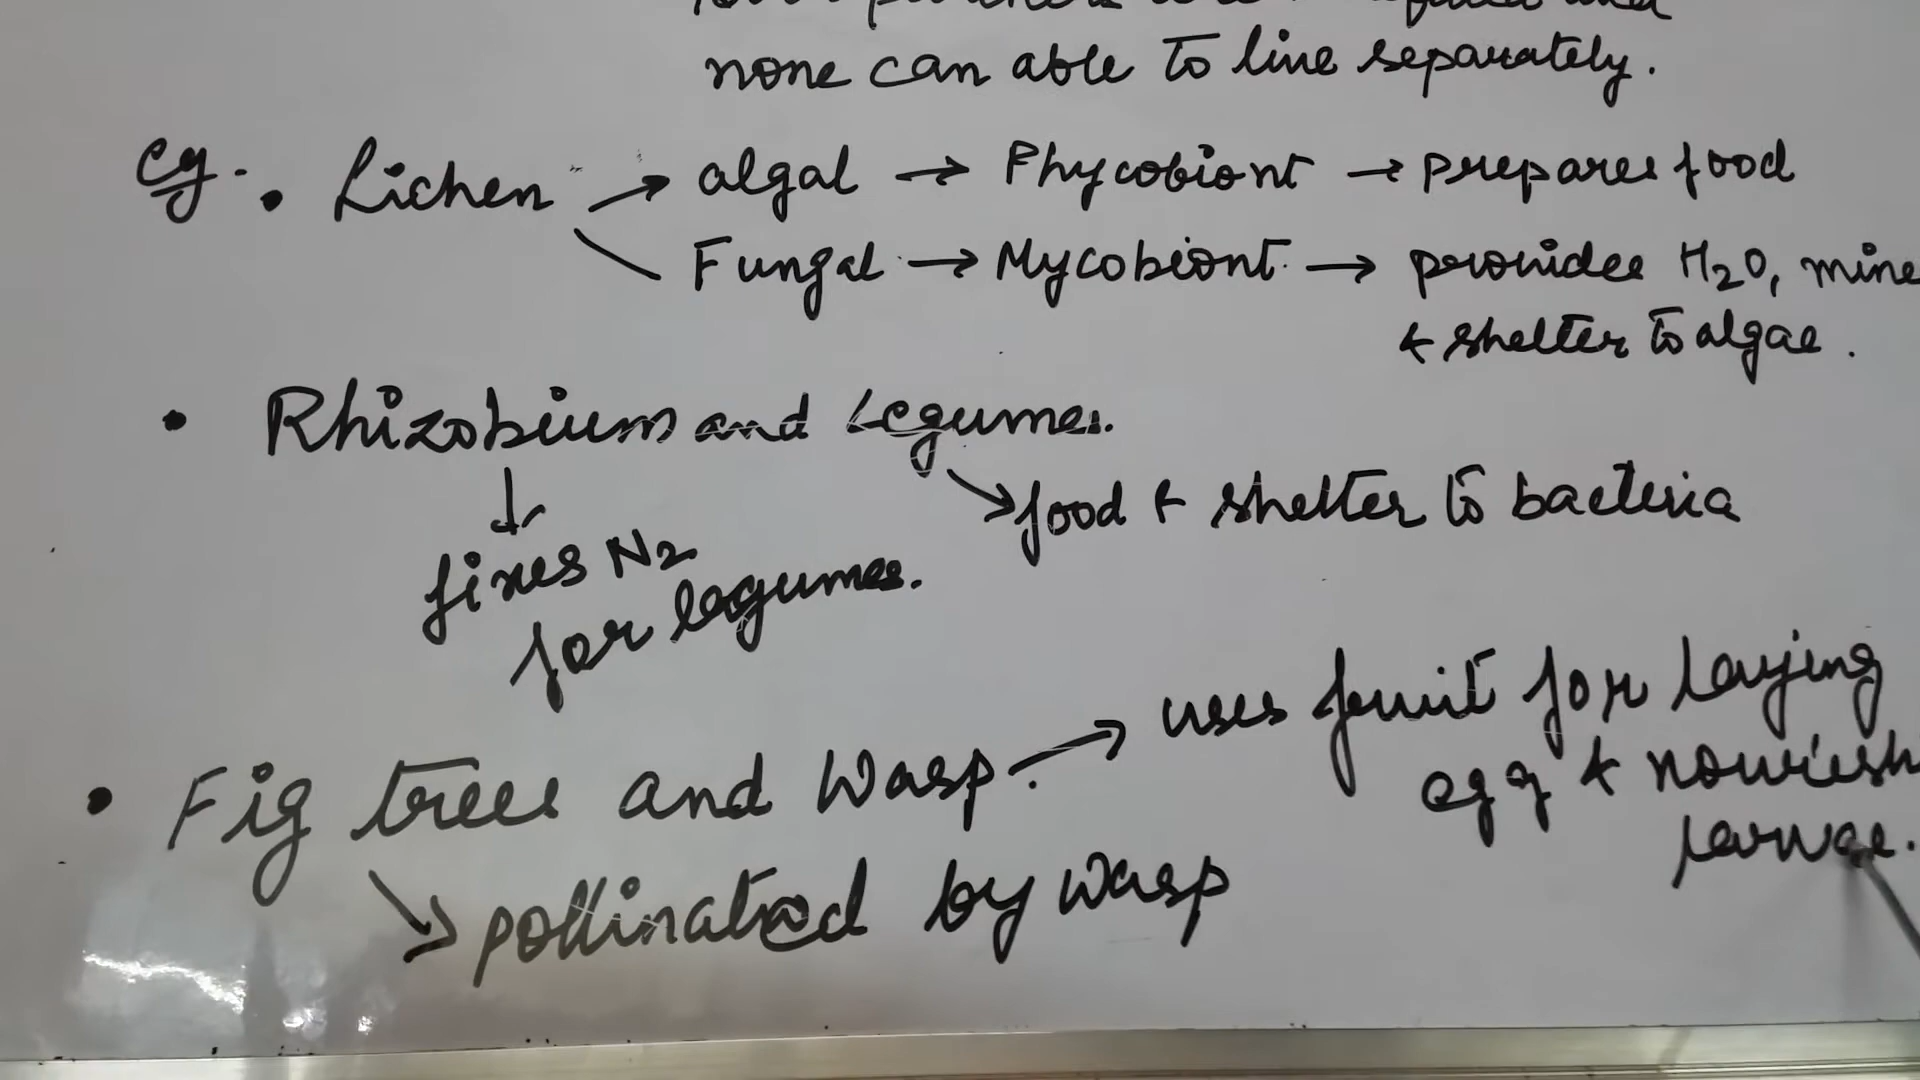 none can able to live separately.
eg. • Lichen → algal → Phycobiont → prepares food
Fungal → Mycobiont → provides H2O, mine
& shelter to algae.
• Rhizobium and Legumes.
→ food & shelter to bacteria
↓
fixes N2
for legumes.
• Fig trees and Wasp. → uses fruit for laying
egg & nourish
larvae.
→ pollinated by wasp